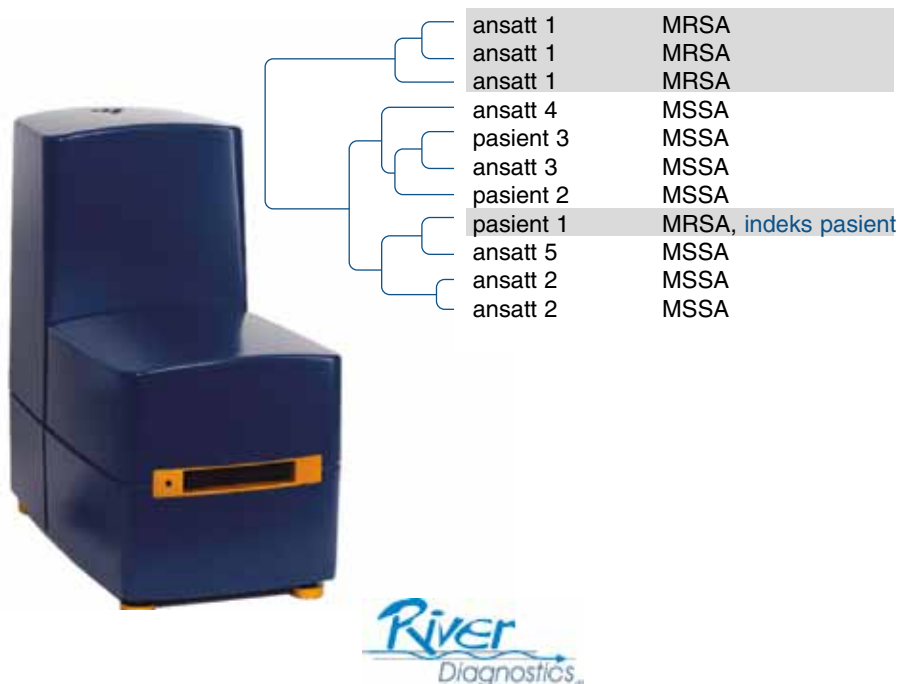 ansatt 1 MRSA
ansatt 1 MRSA
ansatt 1 MRSA
ansatt 4 MSSA
pasient 3 MSSA
ansatt 3 MSSA
pasient 2 MSSA
pasient 1 MRSA, indeks pasient
ansatt 5 MSSA
ansatt 2 MSSA
ansatt 2 MSSA
River
Diagnostics